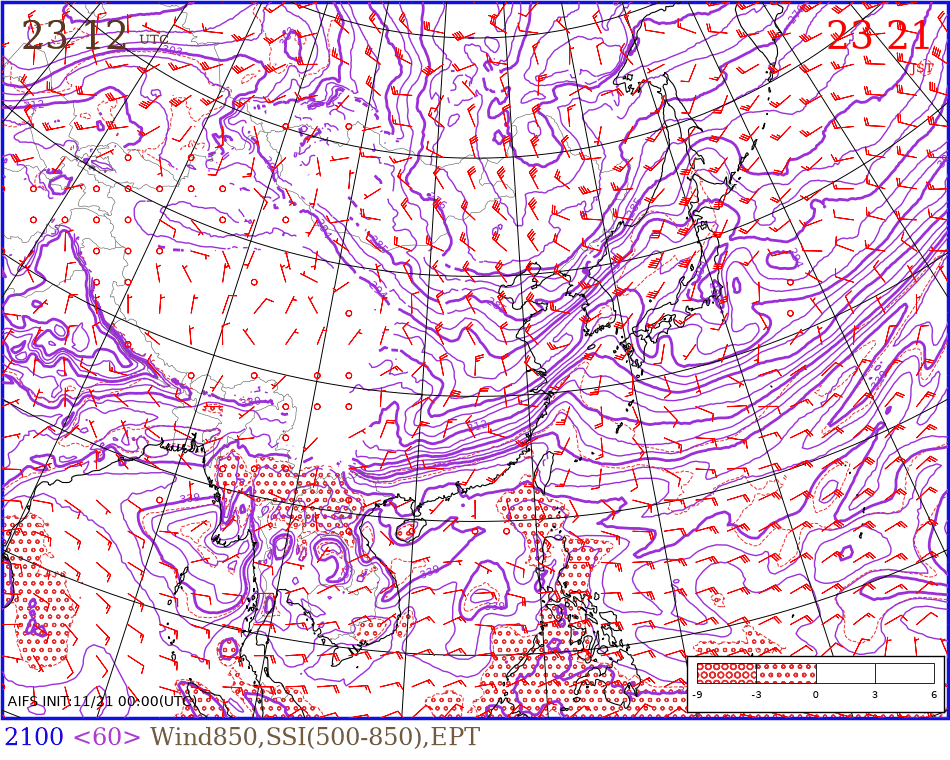 23 12 UTC
23 21
JST
AIFS INIT:11/21 00:00(UTC)
-9 -3 0 3 6
2100 <60> Wind850,SSI(500-850),EPT